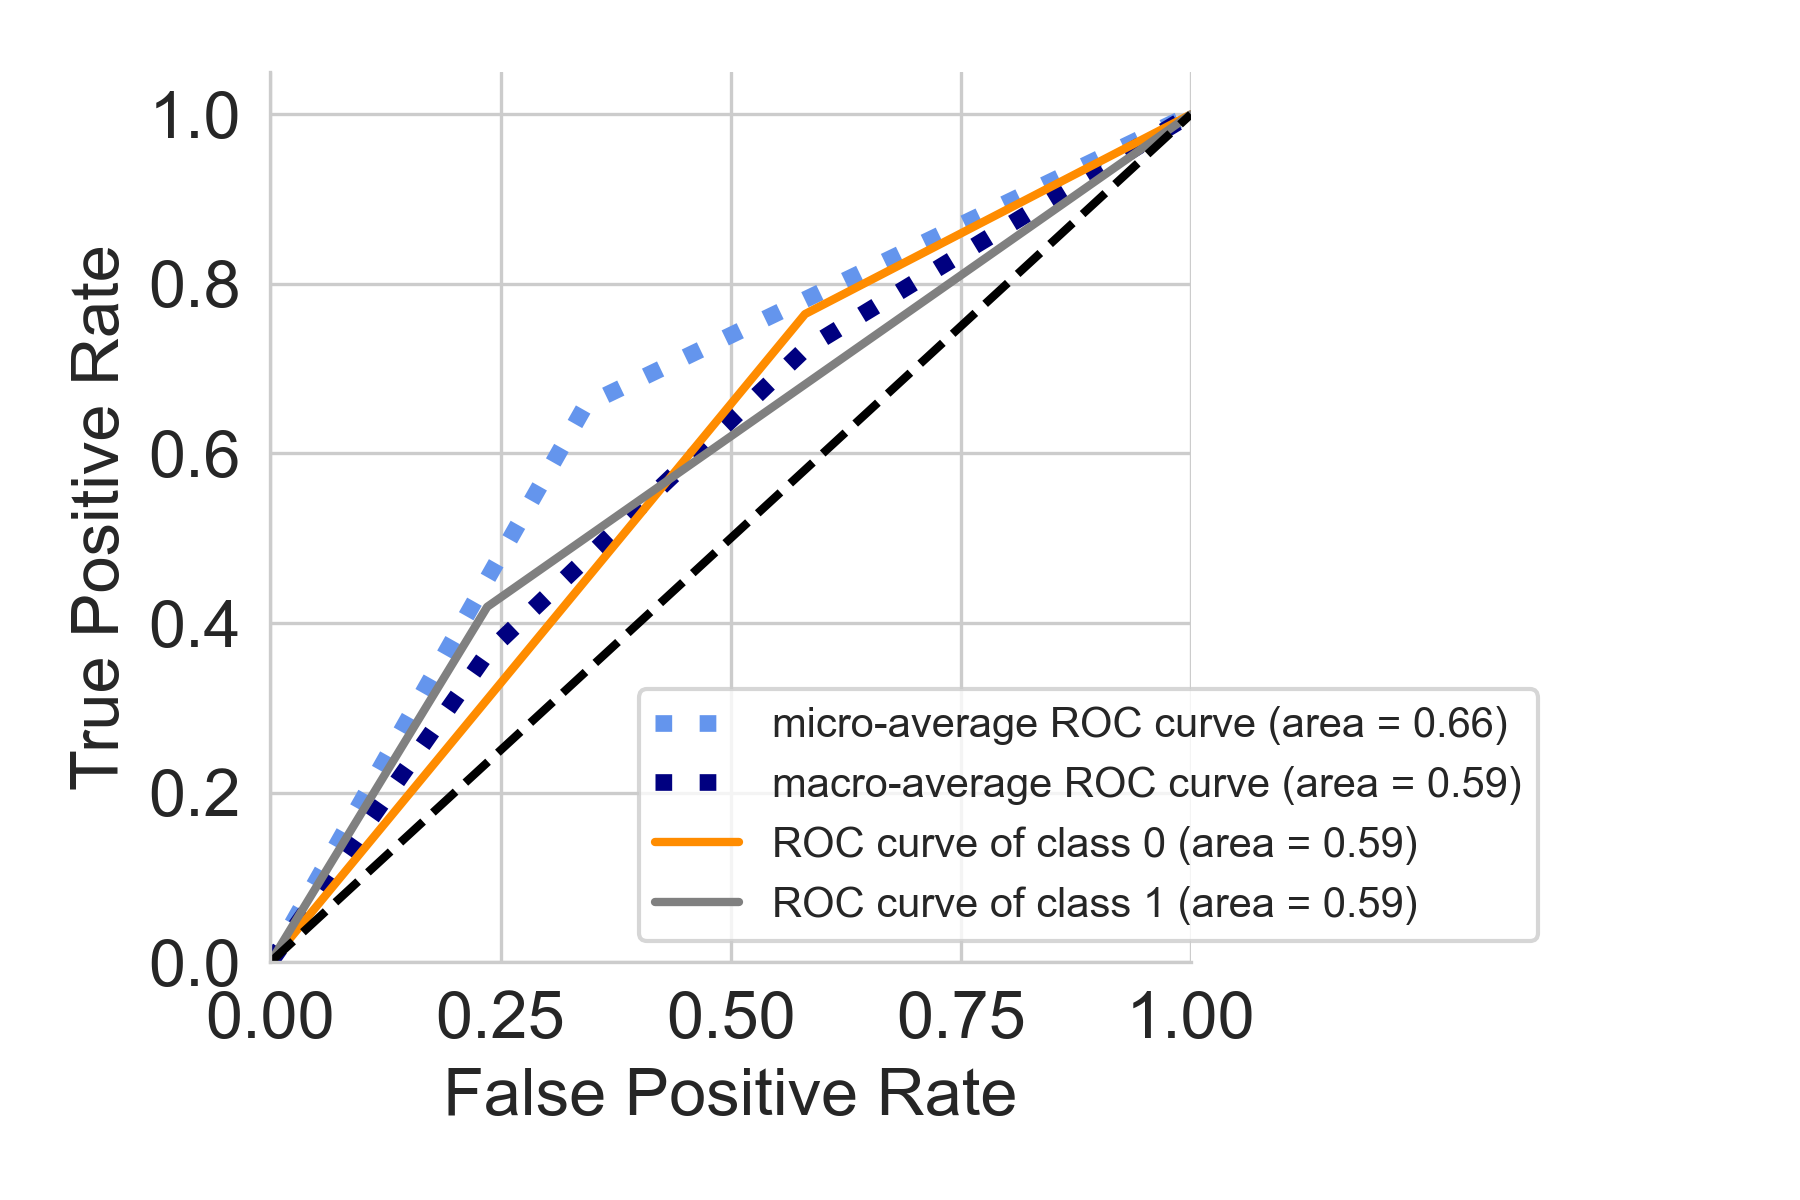 True Positive Rate
1.0
0.8
0.6
0.4
0.2
0.0
0.00 0.25 0.50 0.75 1.00
False Positive Rate
micro-average ROC curve (area = 0.66)
macro-average ROC curve (area = 0.59)
ROC curve of class 0 (area = 0.59)
ROC curve of class 1 (area = 0.59)